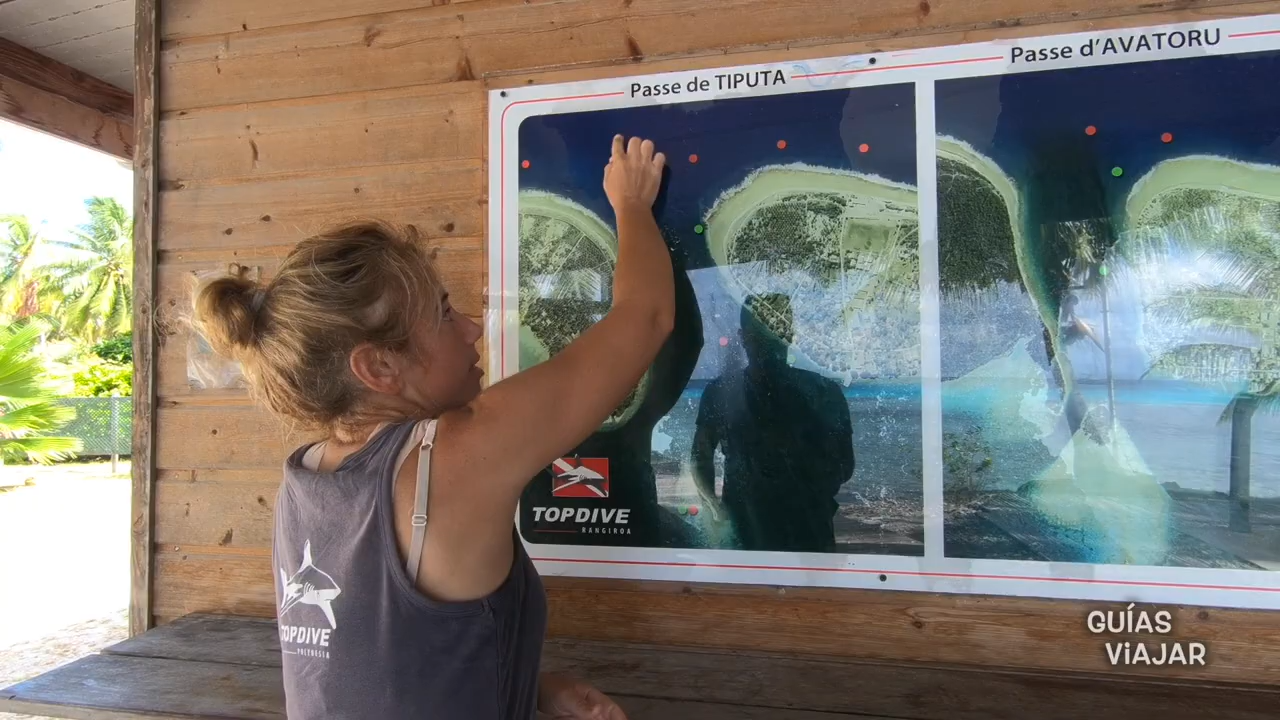 Passe de TIPUTA
Passe d'AVATORU
TOPDIVE
RANGIROA
TOPDIVE
POLYNESIA
GUÍAS
ViAJAR